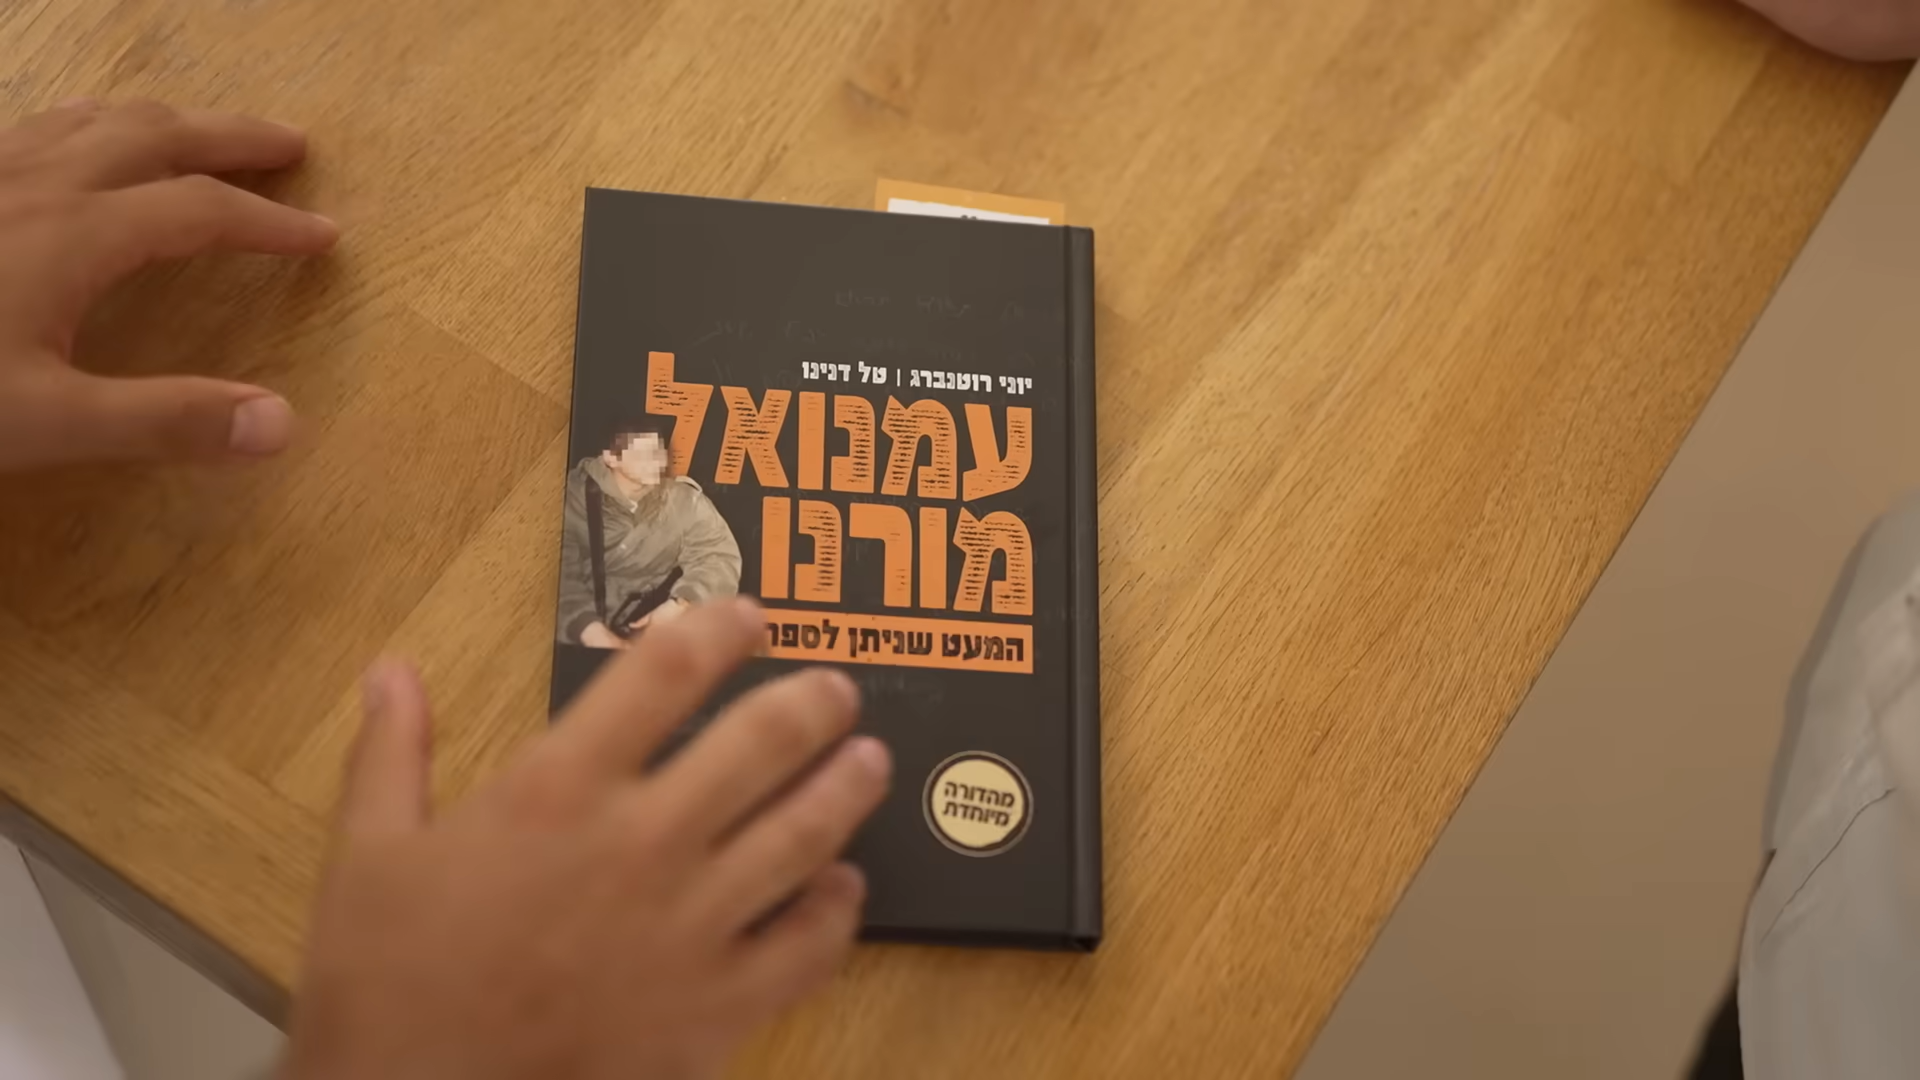 יוני רוטנברג | טל דנינו
עמנואל
מורנו
המעט שניתן לספר
מהדורה
מיוחדת